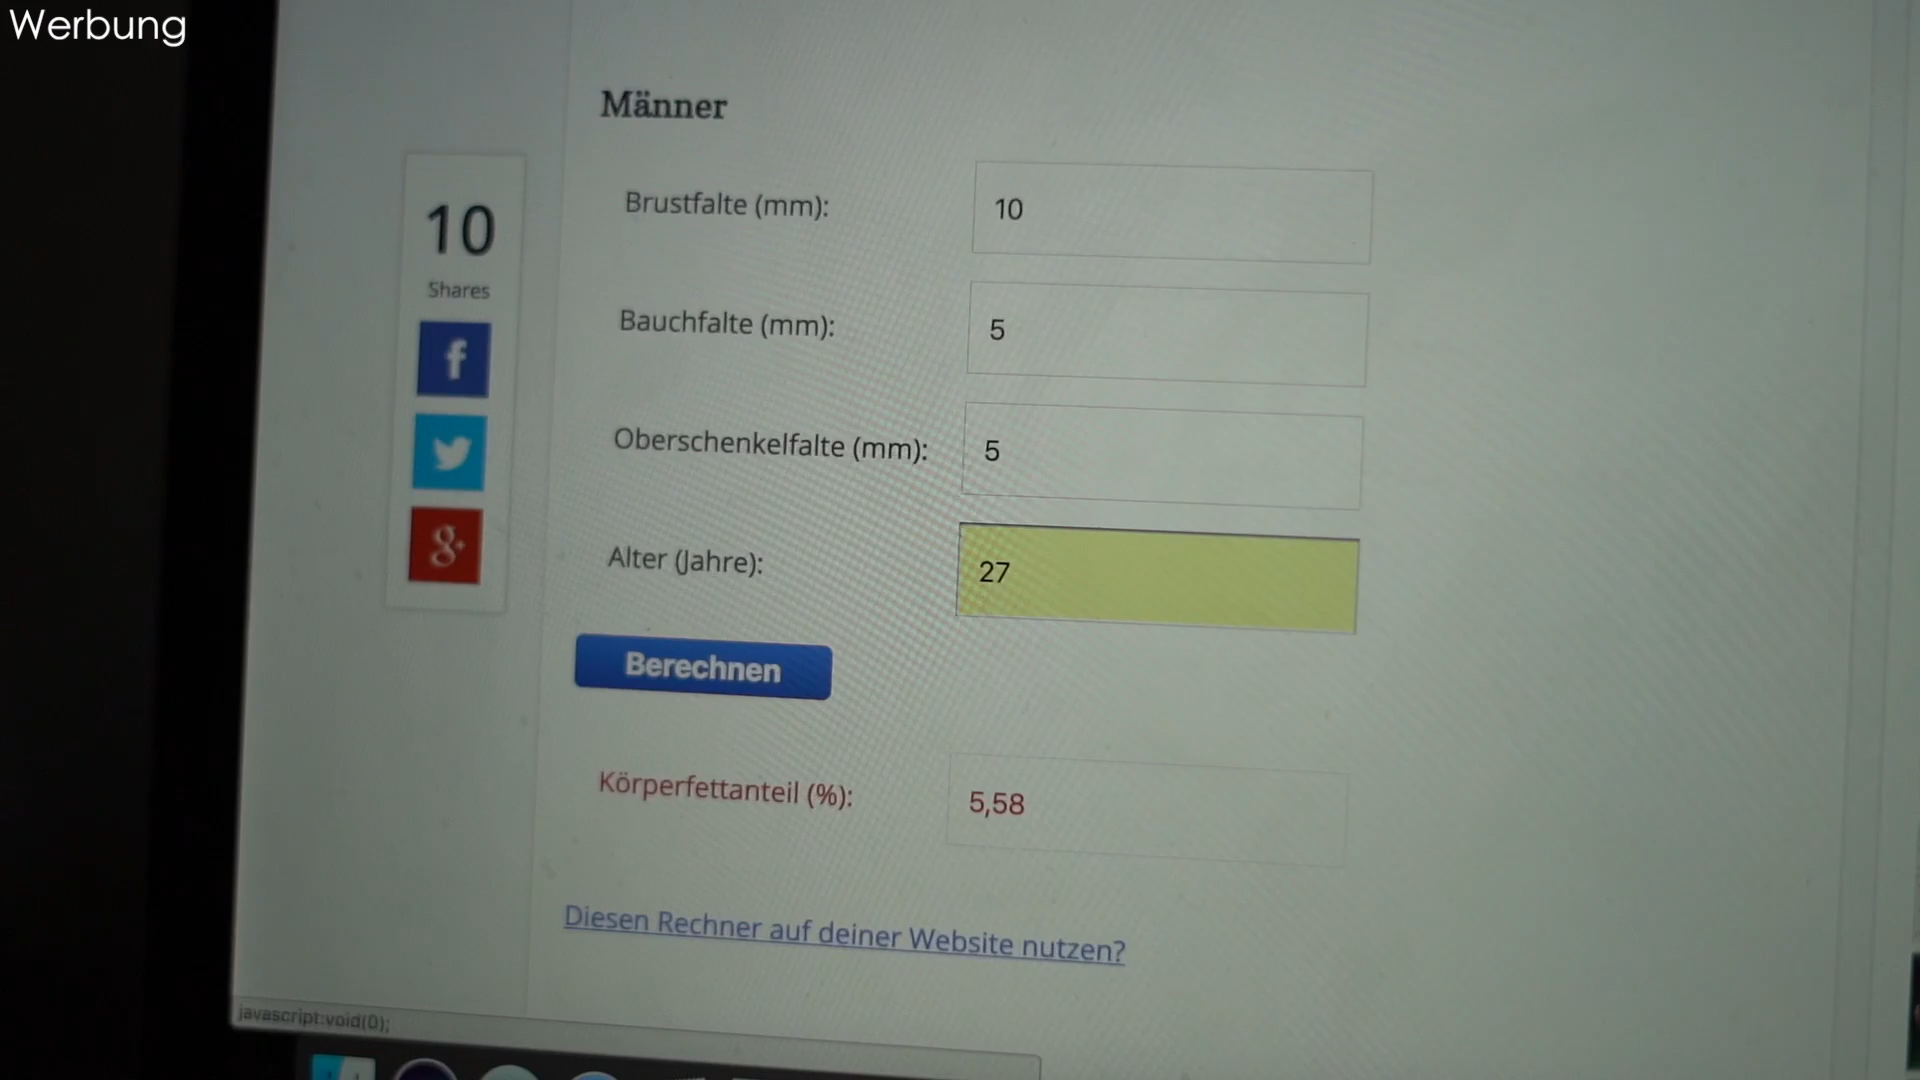 Werbung
Männer
Brustfalte (mm): 10
10
Shares
Bauchfalte (mm): 5
f
Oberschenkelfalte (mm): 5
g+
Alter (Jahre): 27
Berechnen
Körperfettanteil (%): 5,58
Diesen Rechner auf deiner Website nutzen?
javascript:void(0);